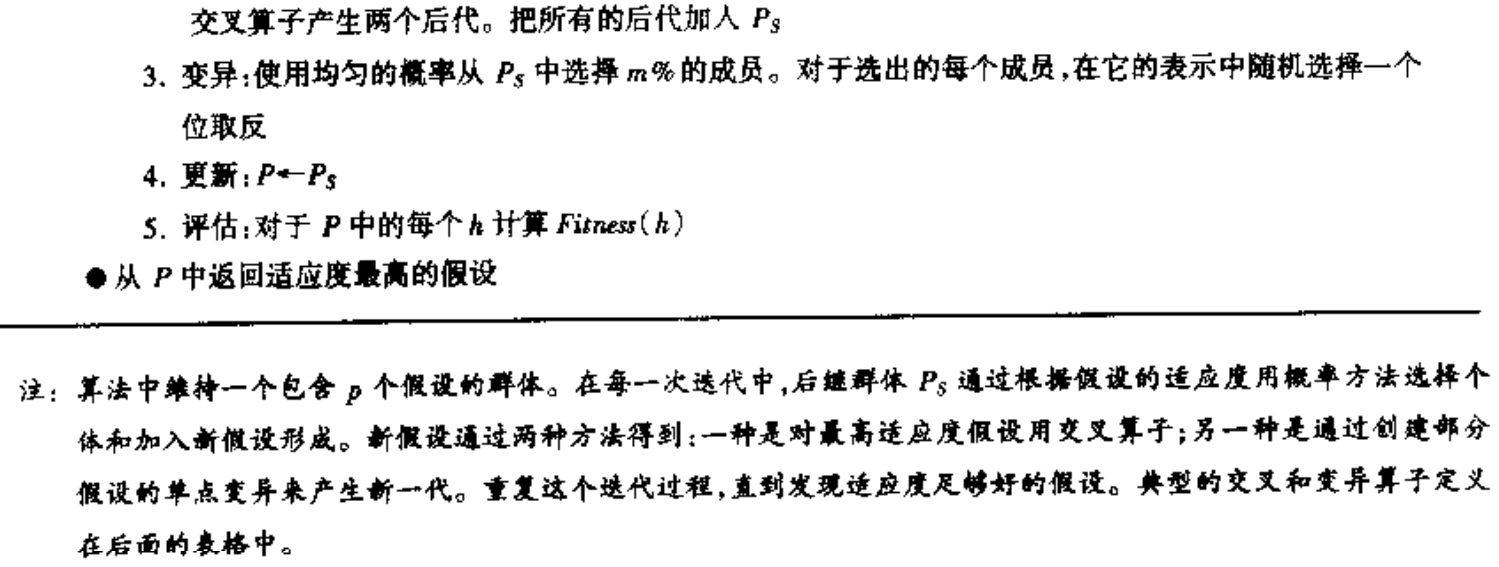 交叉算子产生两个后代。把所有的后代加入 PS
3. 变异:使用均匀的概率从 PS 中选择 m%的成员。对于选出的每个成员,在它的表示中随机选择一个
位取反
4. 更新:P←PS
5. 评估:对于 P 中的每个 h 计算 Fitness(h)
●从 P 中返回适应度最高的假设
注: 算法中维持一个包含 p 个假设的群体。在每一次迭代中,后继群体 PS 通过根据假设的适应度用概率方法选择个
体和加入新假设形成。新假设通过两种方法得到:一种是对最高适应度假设用交叉算子;另一种是通过创建部分
假设的单点变异来产生新一代。重复这个迭代过程,直到发现适应度足够好的假设。典型的交叉和变异算子定义
在后面的表格中。